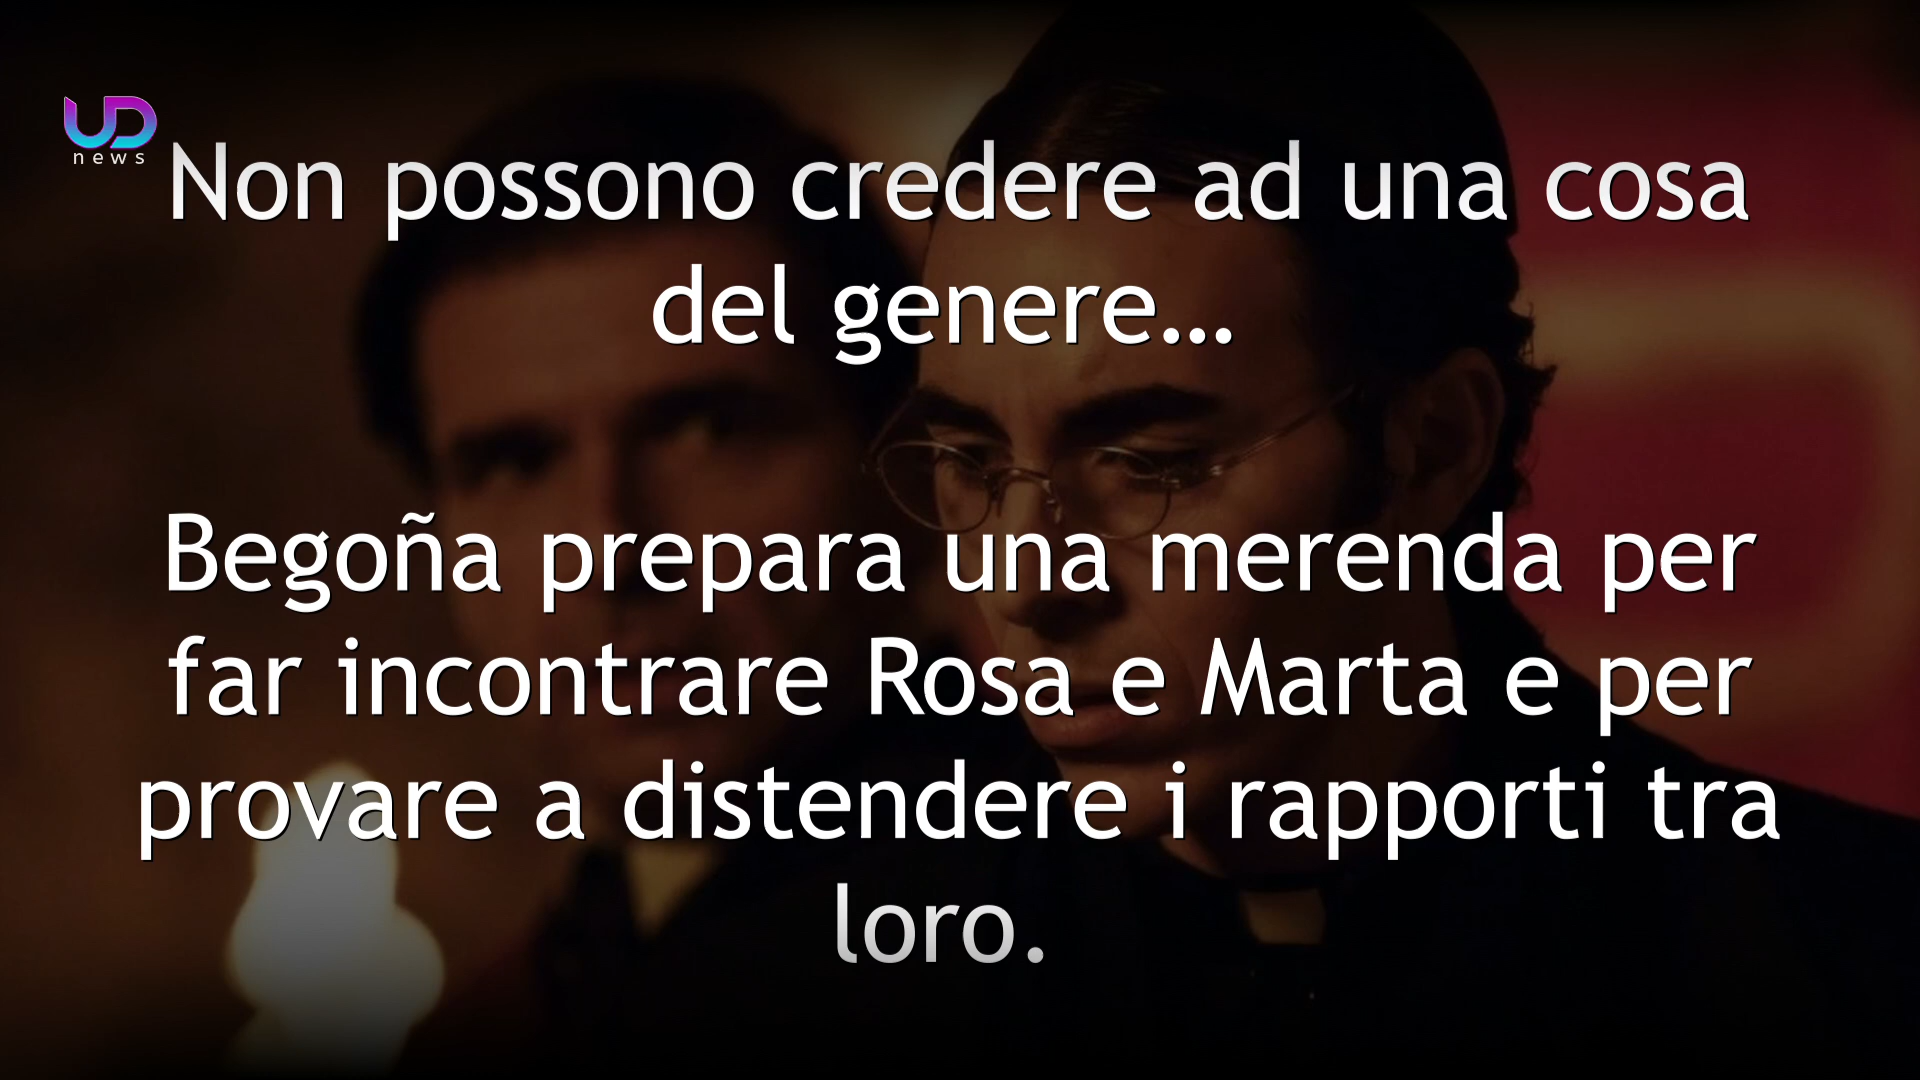 UD
news
Non possono credere ad una cosa
del genere...
Begoña prepara una merenda per
far incontrare Rosa e Marta e per
provare a distendere i rapporti tra
loro.